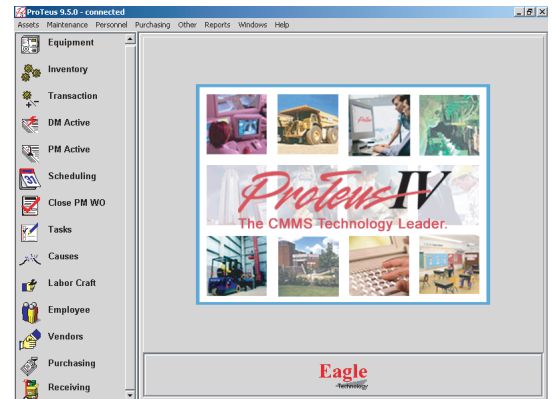 ProTeus 9.5.0 - connected
Assets Maintenance Personnel Purchasing Other Reports Windows Help
Equipment
Inventory
Transaction
DM Active
PM Active
Scheduling
31
Close PM WO
Tasks
Causes
Labor Craft
Employee
Vendors
Purchasing
Receiving
ProTeus IV
The CMMS Technology Leader.
Eagle
Technology